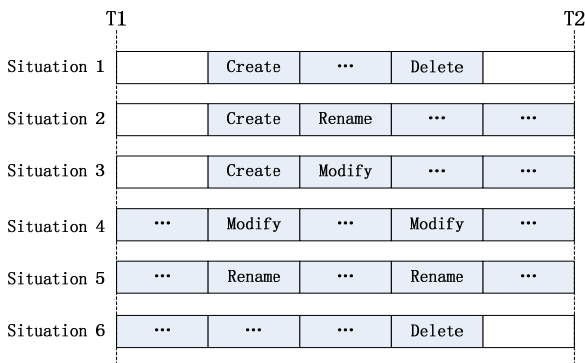 T1 T2
Situation 1 Create ... Delete
Situation 2 Create Rename ... ...
Situation 3 Create Modify ... ...
Situation 4 ... Modify ... Modify ...
Situation 5 ... Rename ... Rename ...
Situation 6 ... ... ... Delete